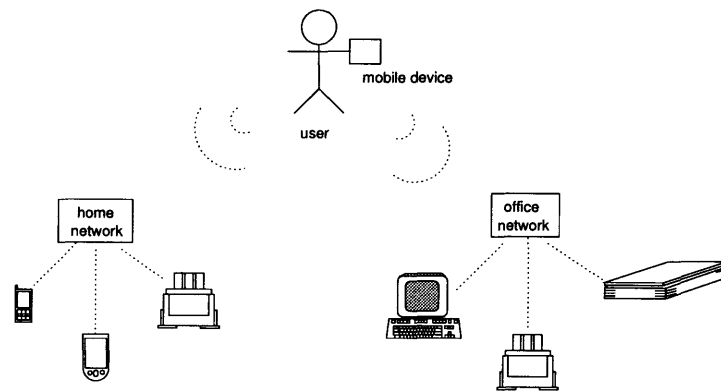 mobile device
user
home
network
office
network